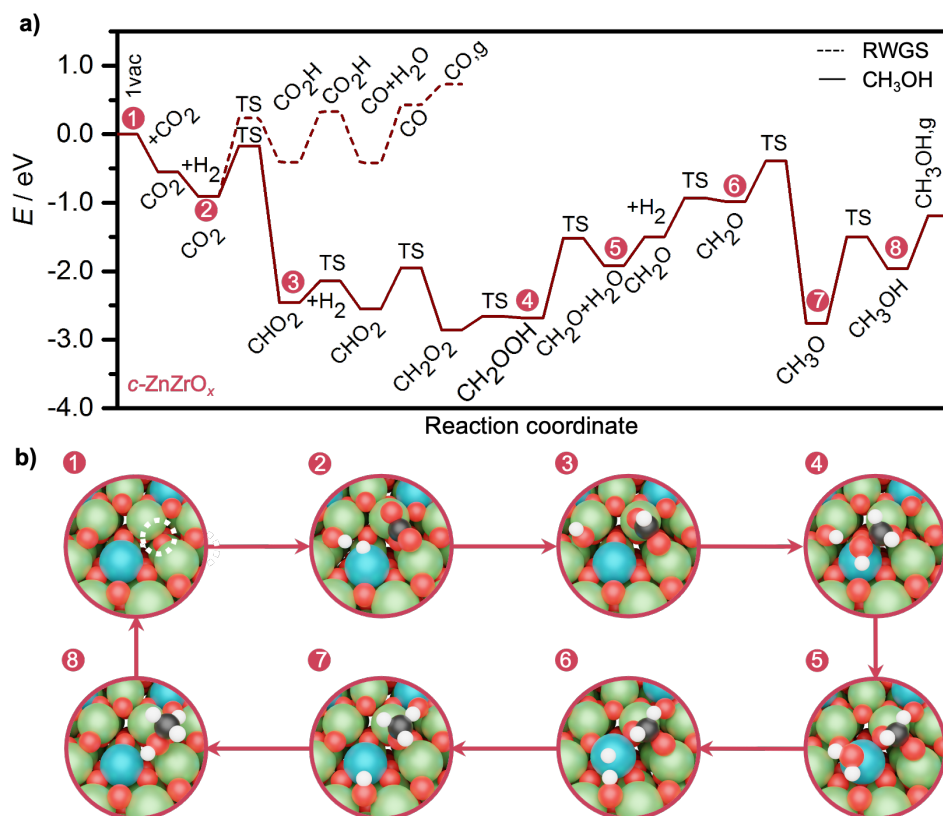 a)
E / eV
1.0
0.0
-1.0
-2.0
-3.0
-4.0
RWGS
CH₃OH
1vac
1
+CO₂
CO₂
+H₂
2
CO₂
TS
TS
CO₂H
CO₂H
CO+H₂O
CO
CO,g
3
CHO₂
+H₂
TS
CHO₂
TS
CH₂O₂
TS
4
CH₂OOH
TS
5
CH₂O+H₂O
+H₂
CH₂O
TS
6
CH₂O
TS
7
CH₃O
TS
8
CH₃OH
CH₃OH,g
c-ZnZrOₓ
Reaction coordinate
b)
1
2
3
4
8
7
6
5